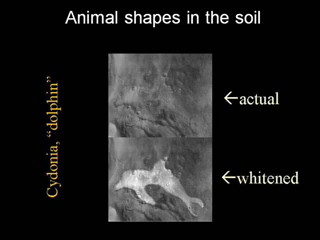 Animal shapes in the soil
Cydonia, “dolphin”
←actual
←whitened